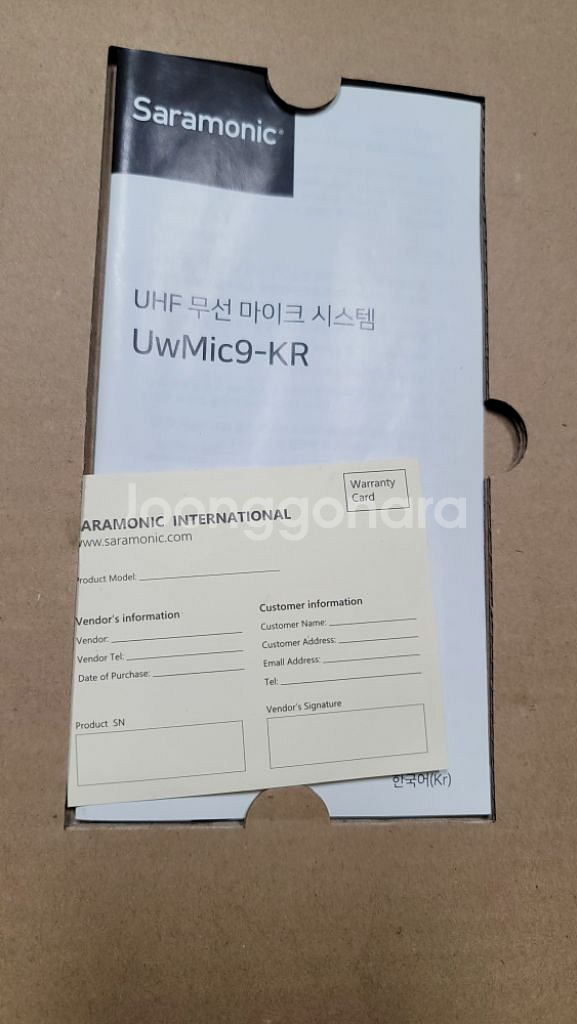 Saramonic
UHF 무선 마이크 시스템
UwMic9-KR
Warranty
Card
ARAMONIC INTERNATIONAL
www.saramonic.com
roduct Model:
Vendor's information
Vendor:
Vendor Tel:
Date of Purchase:
Customer information
Customer Name:
Customer Address:
Email Address:
Tel:
Product SN
Vendor's Signature
한국어(Kr)
joonggonara